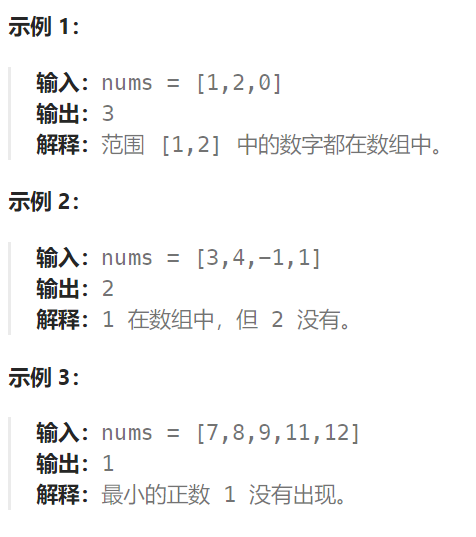 示例 1：
输入：nums = [1,2,0]
输出：3
解释：范围 [1,2] 中的数字都在数组中。
示例 2：
输入：nums = [3,4,-1,1]
输出：2
解释：1 在数组中，但 2 没有。
示例 3：
输入：nums = [7,8,9,11,12]
输出：1
解释：最小的正数 1 没有出现。